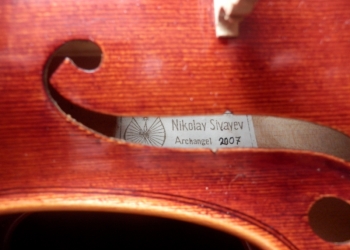 Nikolay Sivayev
Archangel 2007